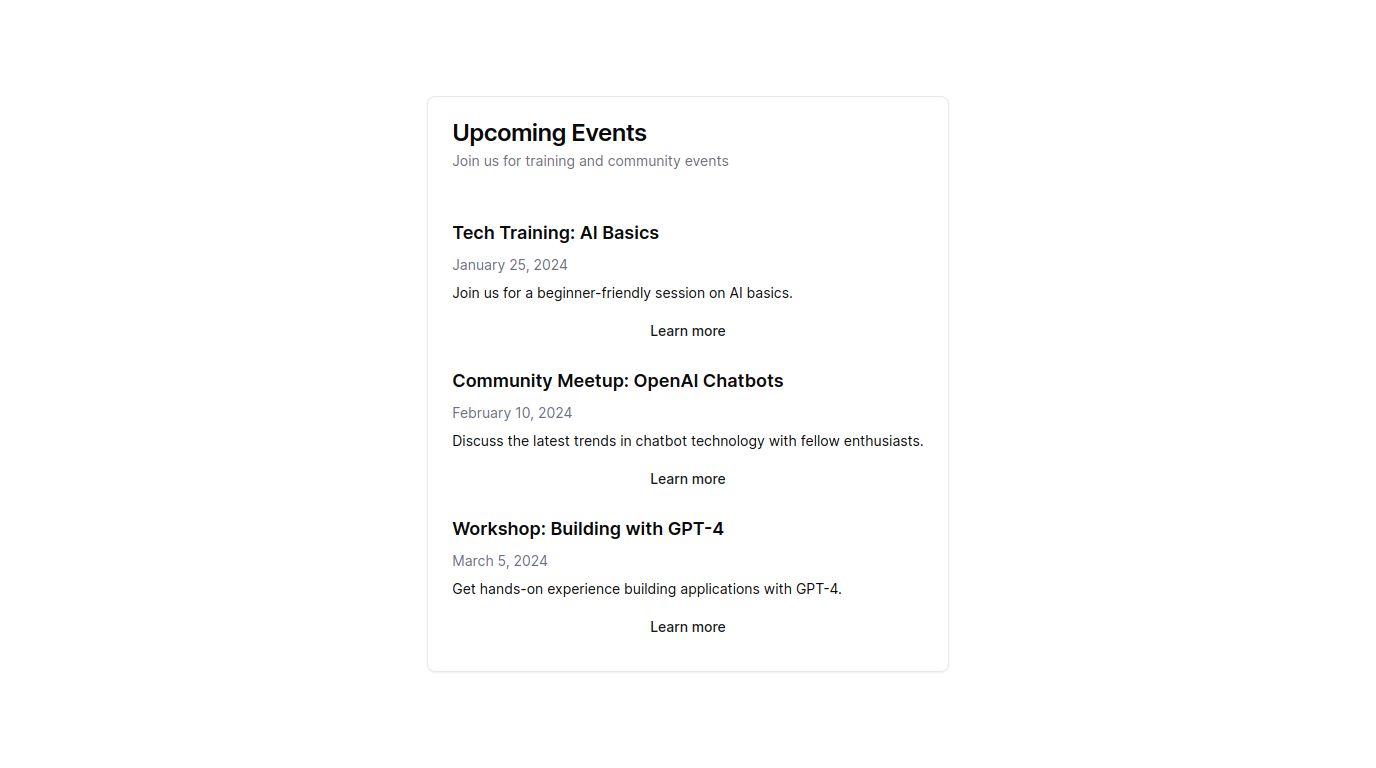 Upcoming Events
Join us for training and community events
Tech Training: AI Basics
January 25, 2024
Join us for a beginner-friendly session on AI basics.
Learn more
Community Meetup: OpenAI Chatbots
February 10, 2024
Discuss the latest trends in chatbot technology with fellow enthusiasts.
Learn more
Workshop: Building with GPT-4
March 5, 2024
Get hands-on experience building applications with GPT-4.
Learn more